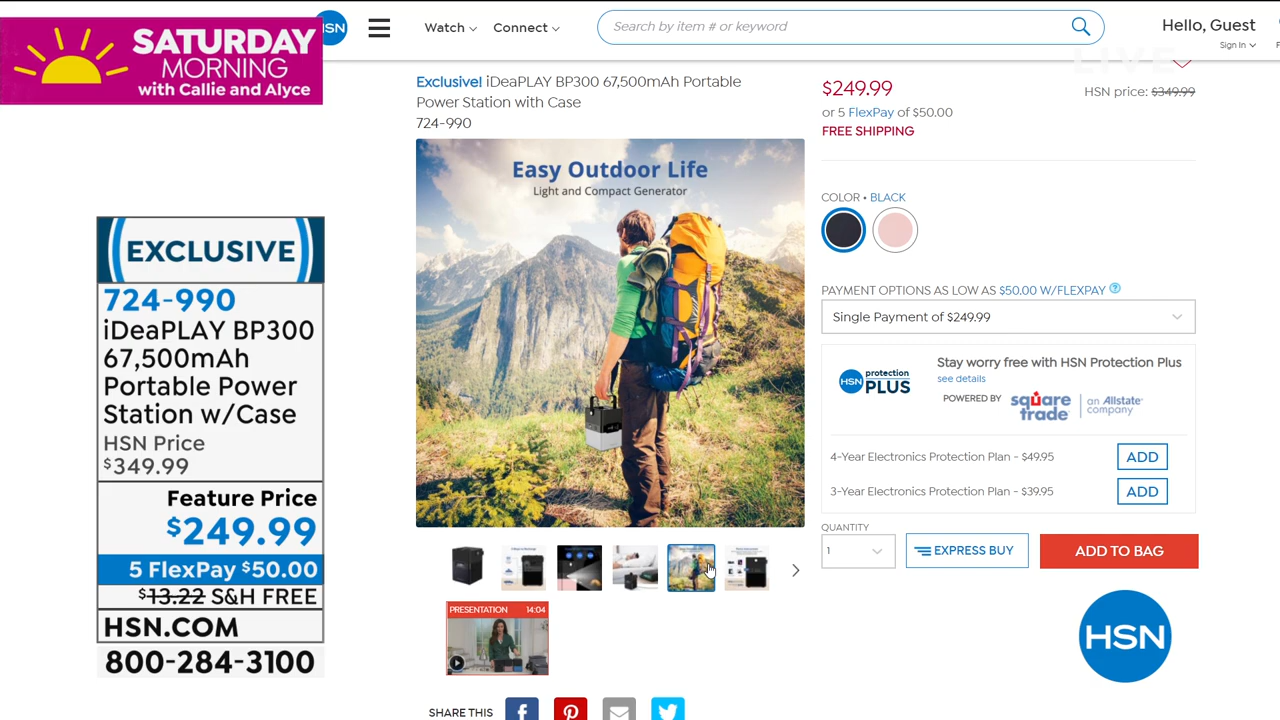 SATURDAY
MORNING
with Callie and Alyce
HSN
Watch
Connect
Search by item # or keyword
Hello, Guest
Sign In
LIVE
Exclusive! iDeaPLAY BP300 67,500mAh Portable
Power Station with Case
724-990
Easy Outdoor Life
Light and Compact Generator
PRESENTATION 14:04
SHARE THIS
$249.99
HSN price: $349.99
or 5 FlexPay of $50.00
FREE SHIPPING
COLOR • BLACK
PAYMENT OPTIONS AS LOW AS $50.00 W/FLEXPAY ?
Single Payment of $249.99
HSN protection PLUS
Stay worry free with HSN Protection Plus
see details
POWERED BY square trade an Allstate company
4-Year Electronics Protection Plan - $49.95 ADD
3-Year Electronics Protection Plan - $39.95 ADD
QUANTITY
1
EXPRESS BUY
ADD TO BAG
HSN
EXCLUSIVE
724-990
iDeaPLAY BP300
67,500mAh
Portable Power
Station w/Case
HSN Price
$349.99
Feature Price
$249.99
5 FlexPay $50.00
$13.22 S&H FREE
HSN.COM
800-284-3100